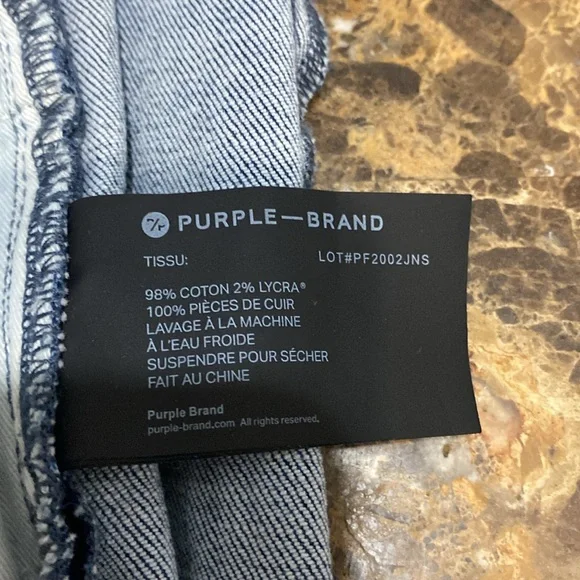 P/P PURPLE—BRAND
TISSU: LOT#PF2002JNS
98% COTON 2% LYCRA®
100% PIÈCES DE CUIR
LAVAGE À LA MACHINE
À L'EAU FROIDE
SUSPENDRE POUR SÉCHER
FAIT AU CHINE
Purple Brand
purple-brand.com All rights reserved.